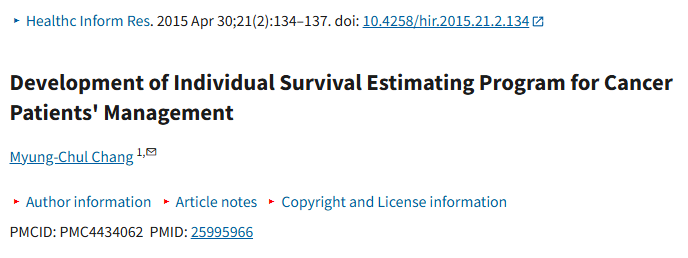 Healthc Inform Res. 2015 Apr 30;21(2):134–137. doi: 10.4258/hir.2015.21.2.134
Development of Individual Survival Estimating Program for Cancer
Patients' Management
Myung-Chul Chang 1,
Author information Article notes Copyright and License information
PMCID: PMC4434062 PMID: 25995966